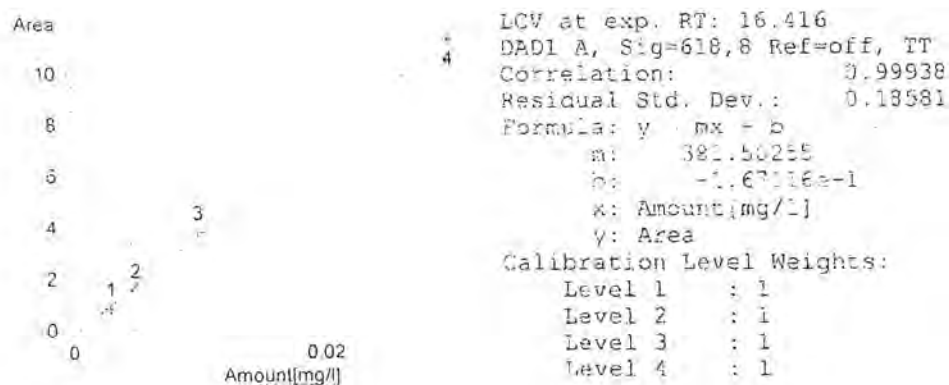 Area
10
8
6
4
2
0
1
2
3
4
0
0.02
Amount[mg/l]
LCV at exp. RT: 16.416
DAD1 A, Sig=618,8 Ref=off, TT
Correlation: 0.99938
Residual Std. Dev.: 0.18581
Formula: y mx + b
m:
b:
x: Amount[mg/l]
y: Area
Calibration Level Weights:
Level 1 : 1
Level 2 : 1
Level 3 : 1
Level 4 : 1